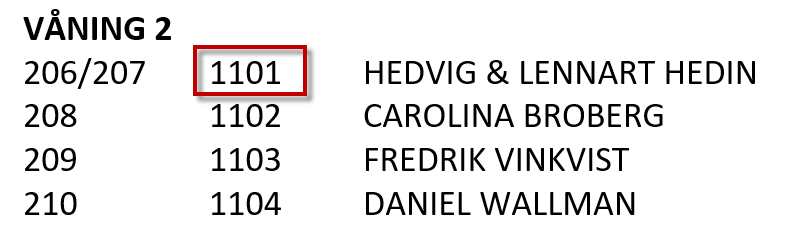 VÅNING 2
206/207 1101 HEDVIG & LENNART HEDIN
208 1102 CAROLINA BROBERG
209 1103 FREDRIK VINKVIST
210 1104 DANIEL WALLMAN